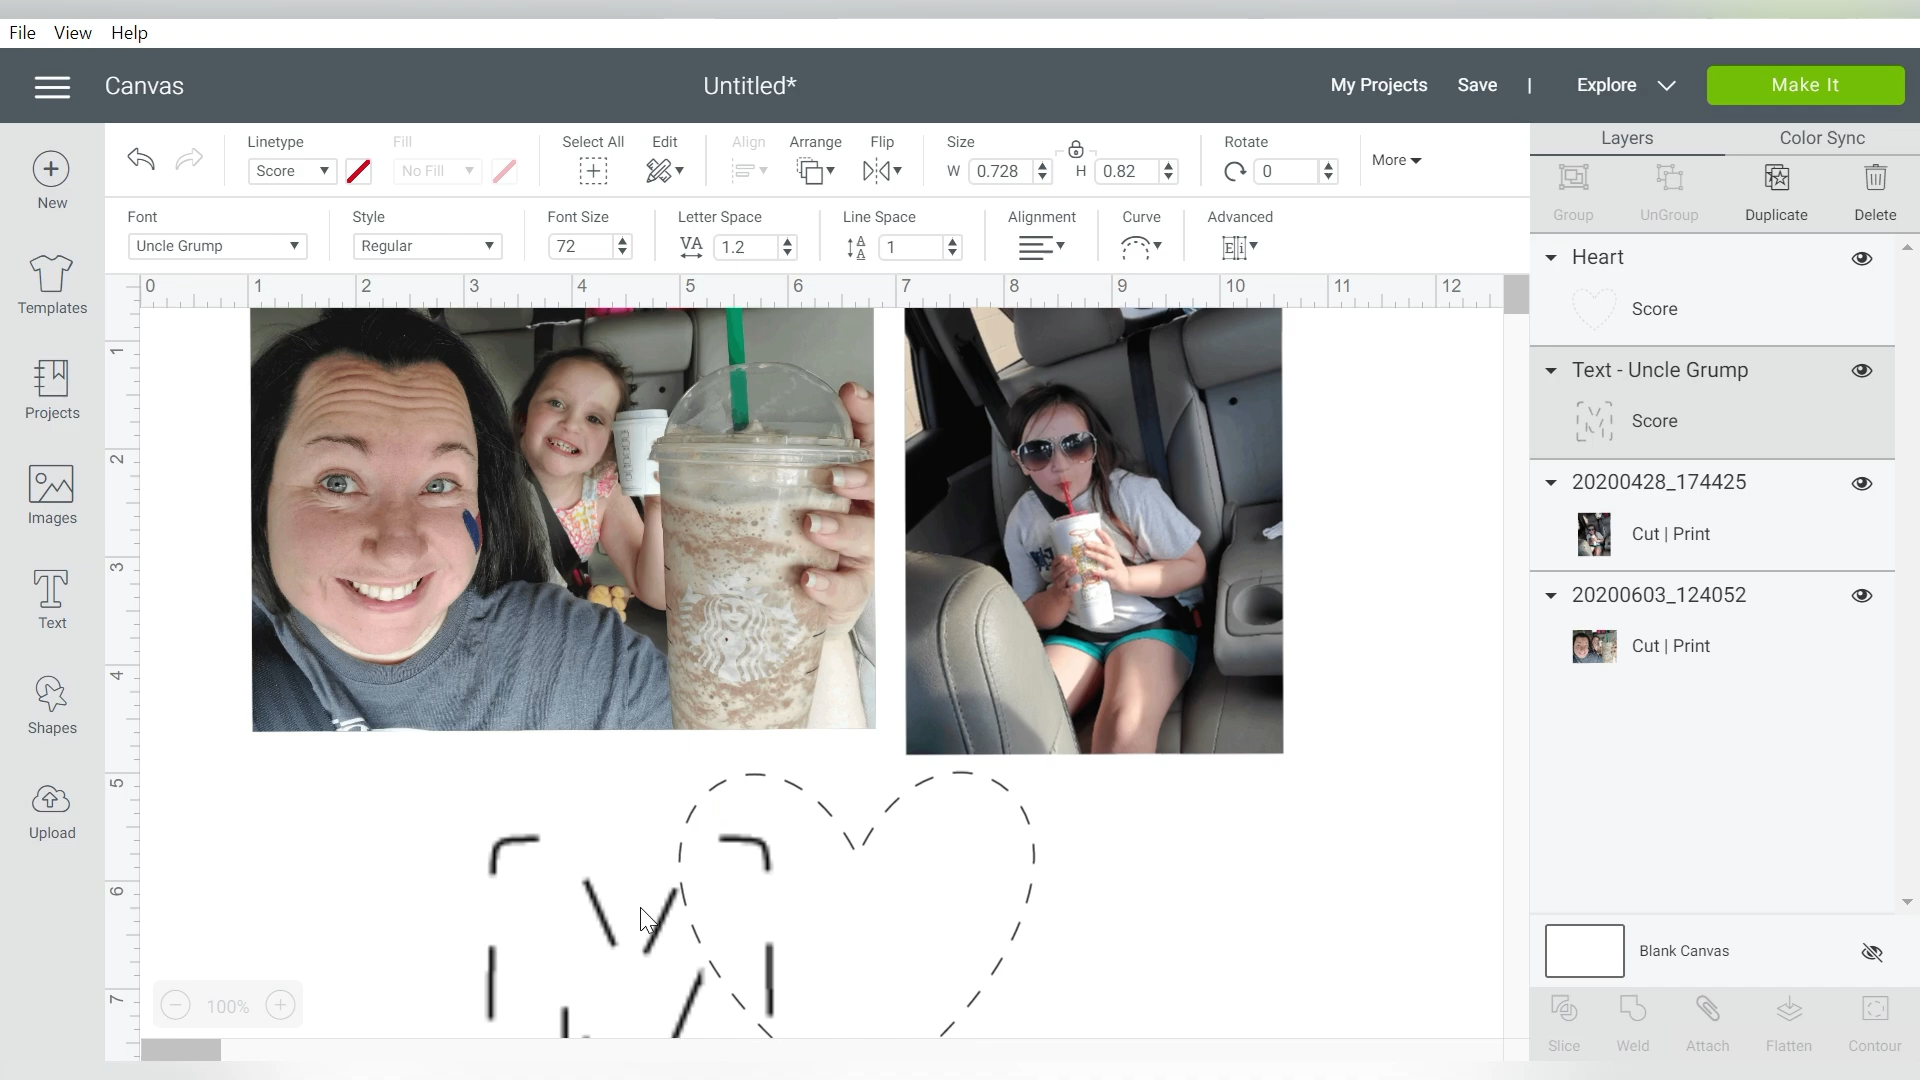 File View Help
Canvas Untitled* My Projects Save | Explore Make It
New
Templates
Projects
Images
Text
Shapes
Upload
Linetype Fill Select All Edit Align Arrange Flip Size Rotate
Score No Fill W 0.728 H 0.82 0 More
Font Style Font Size Letter Space Line Space Alignment Curve Advanced
Uncle Grump Regular 72 VA 1.2 1
0 1 2 3 4 5 6 7 8 9 10 11 12
1
2
3
4
5
6
7
M
100%
Layers Color Sync
Group UnGroup Duplicate Delete
Heart
Score
Text - Uncle Grump
Score
20200428_174425
Cut | Print
20200603_124052
Cut | Print
Blank Canvas
Slice Weld Attach Flatten Contour